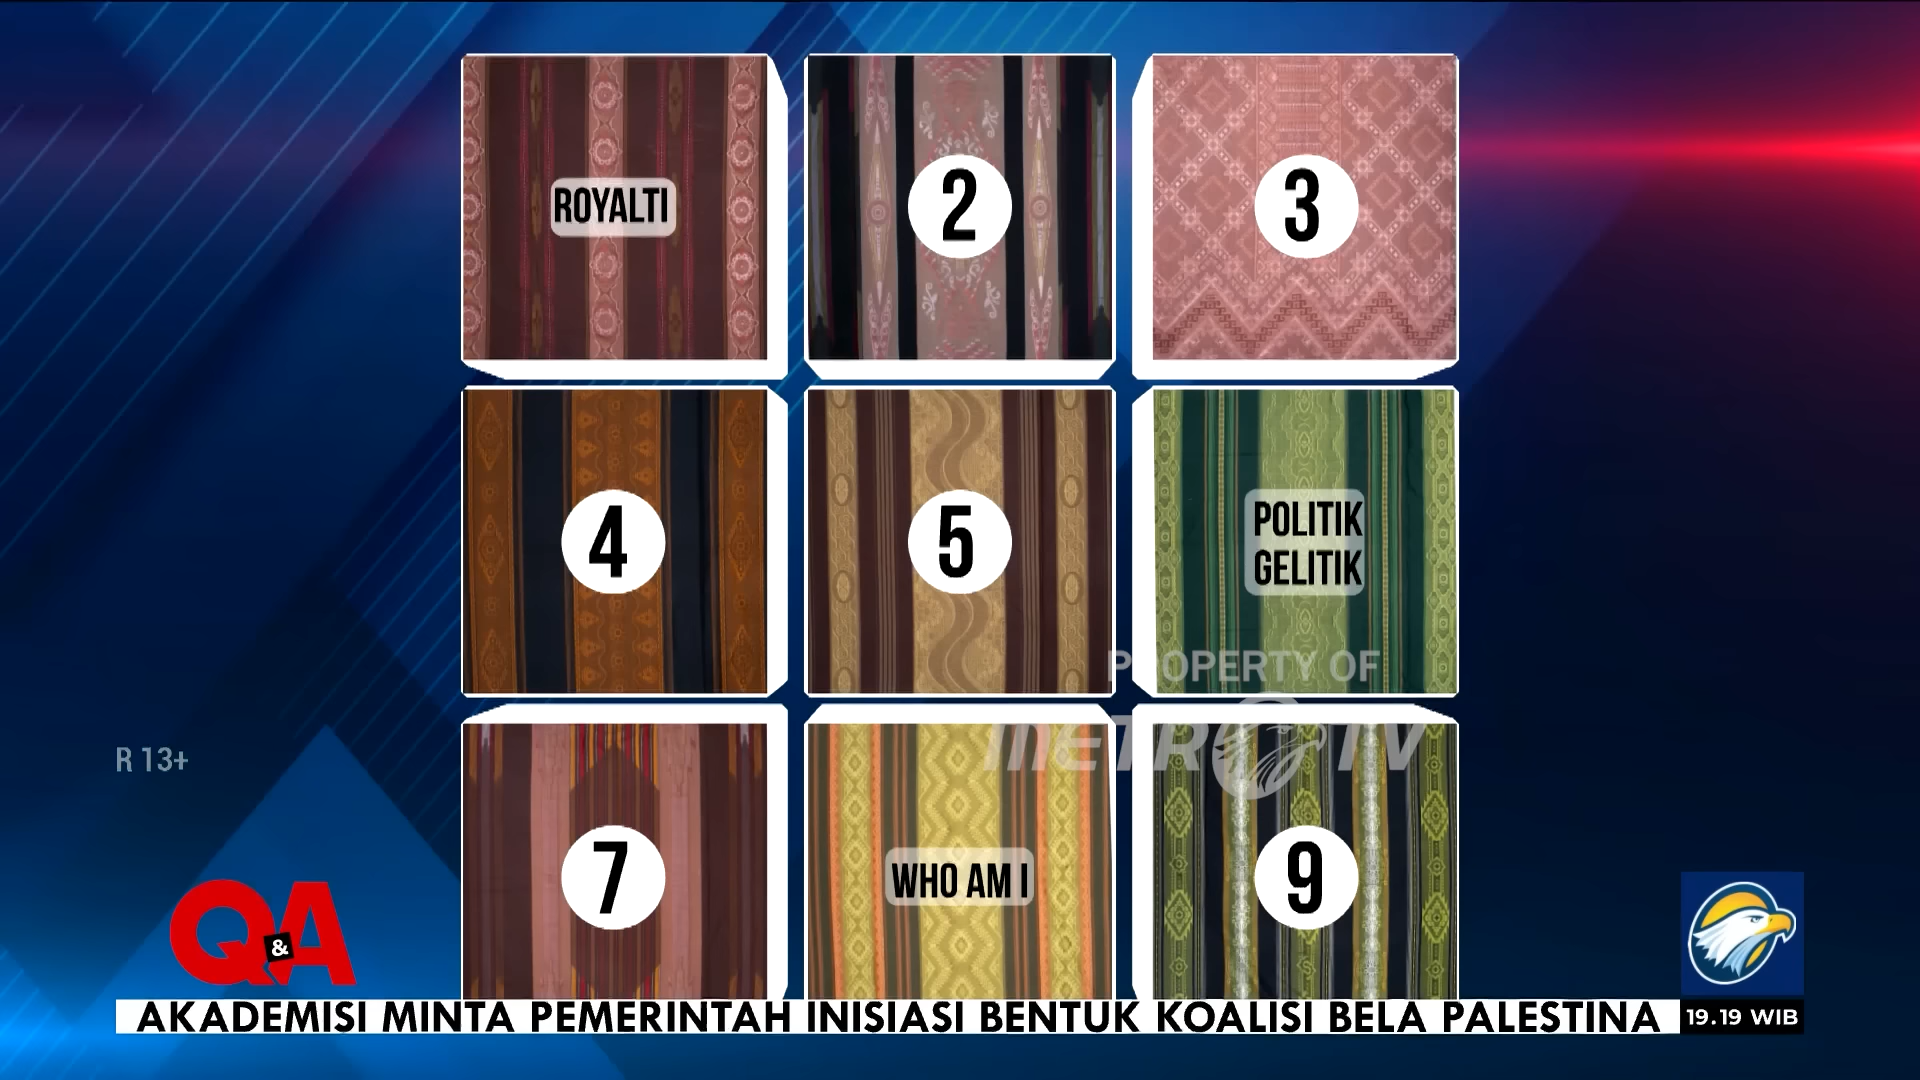 ROYALTI
2
3
4
5
POLITIK
GELITIK
PROPERTY OF
METRO TV
R 13+
7
WHO AM I
9
Q&A
AKADEMISI MINTA PEMERINTAH INISIASI BENTUK KOALISI BELA PALESTINA
19.19 WIB